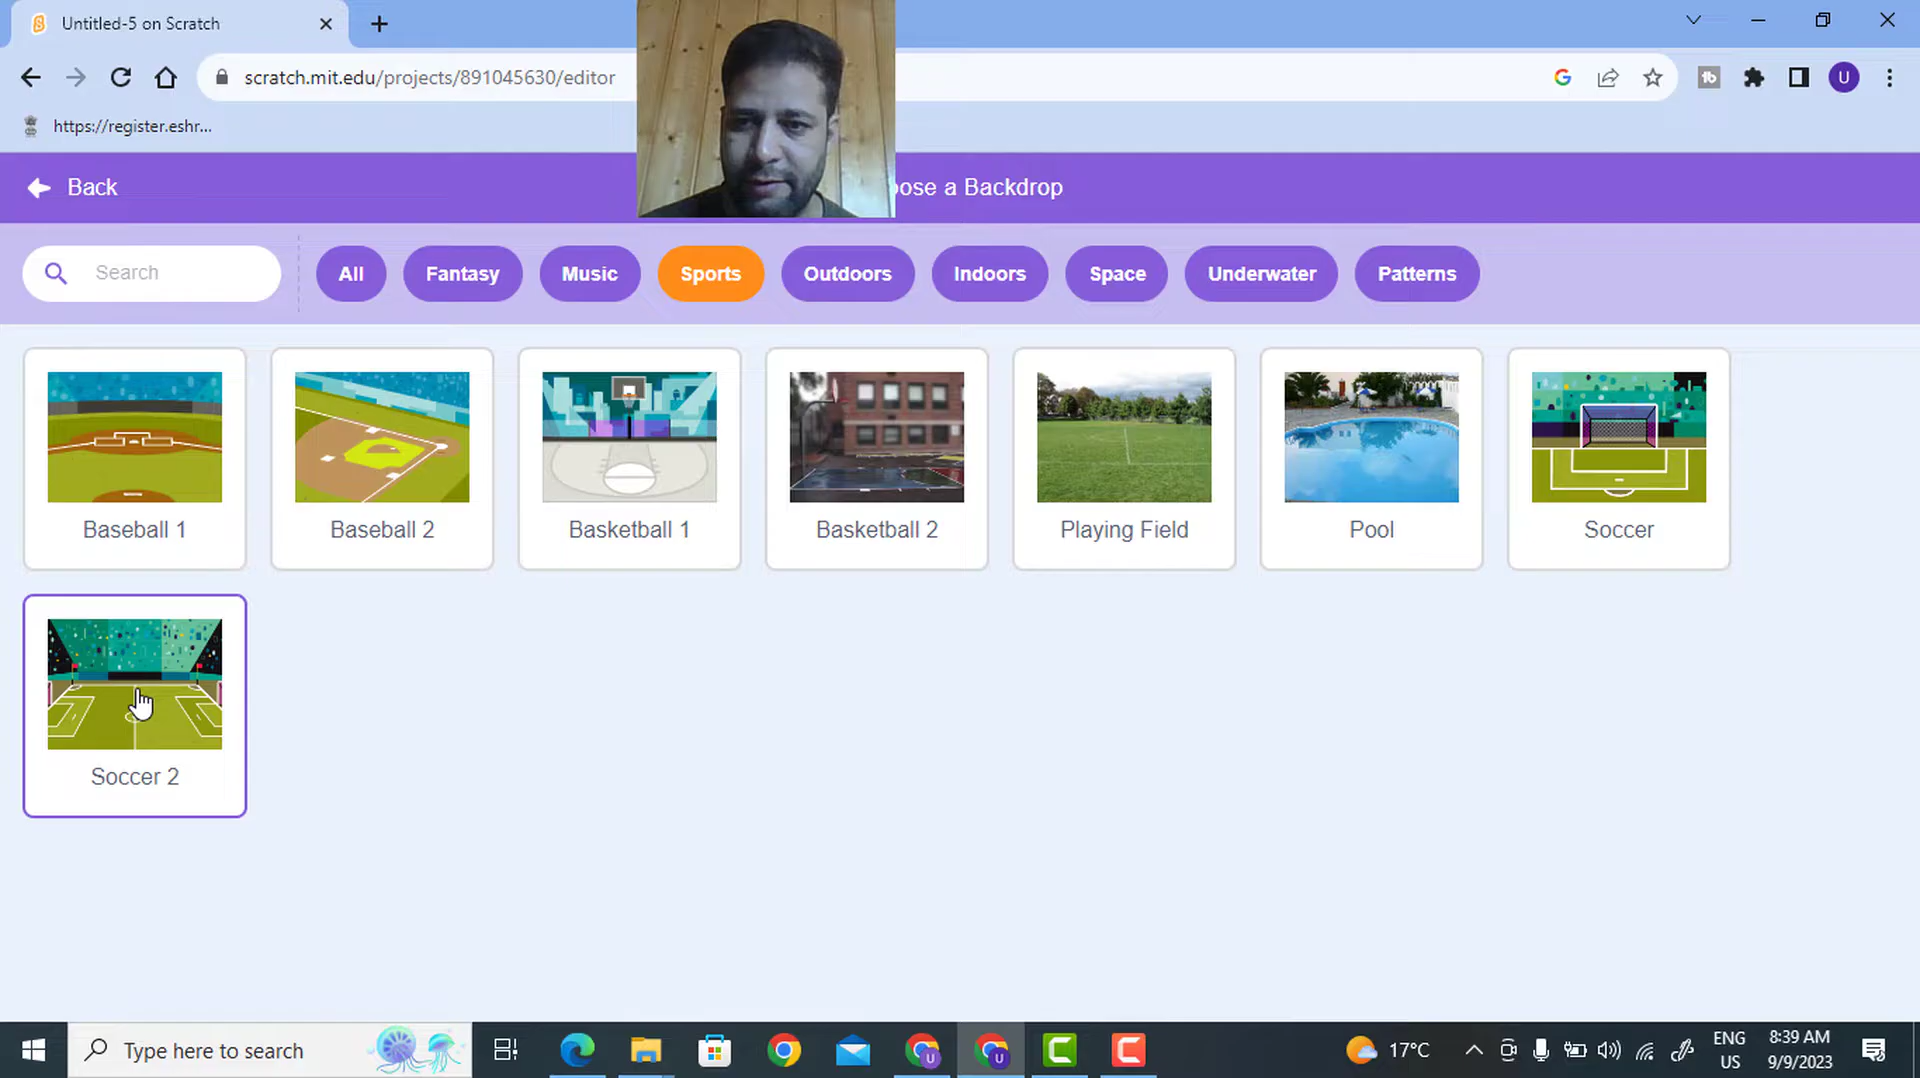 Untitled-5 on Scratch
scratch.mit.edu/projects/891045630/editor
https://register.eshr...
Back
oose a Backdrop
Search
All
Fantasy
Music
Sports
Outdoors
Indoors
Space
Underwater
Patterns
Baseball 1
Baseball 2
Basketball 1
Basketball 2
Playing Field
Pool
Soccer
Soccer 2
Type here to search
17°C
ENG
US
8:39 AM
9/9/2023